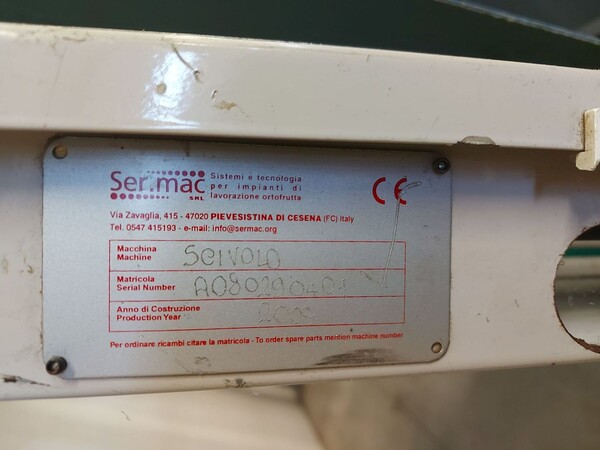 Ser.mac
SRL
Sistemi e tecnologia
per impianti di
lavorazione ortofrutta
CE
Via Zavaglia, 415 - 47020 PIEVESISTINA DI CESENA (FC) Italy
Tel. 0547 415193 - e-mail: info@sermac.org
Macchina
Machine
SCIVOLO
Matricola
Serial Number
Anno di Costruzione
Production Year
Per ordinare ricambi citare la matricola - To order spare parts mention machine number